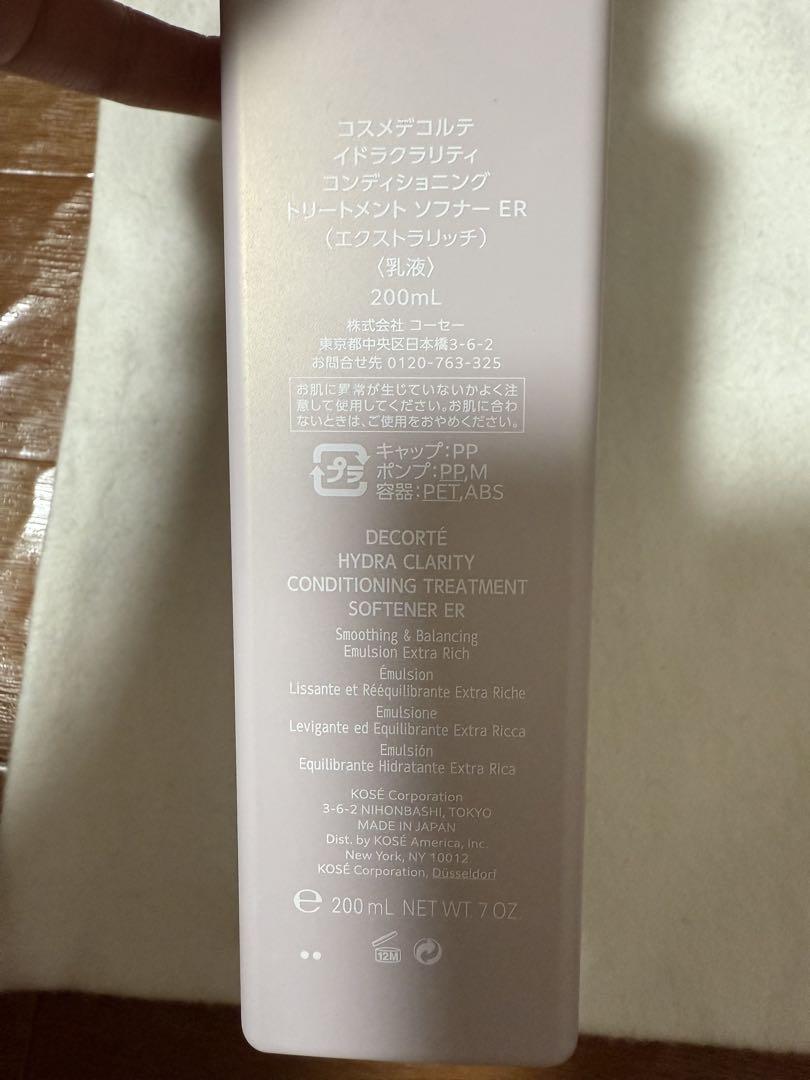 コスメデコルテ
イドラクラリティ
コンディショニング
トリートメント ソフナー ER
（エクストラリッチ）
〈乳液〉
200mL
株式会社 コーセー
東京都中央区日本橋3-6-2
お問合せ先 0120-763-325
お肌に異常が生じていないかよく注
意して使用してください。お肌に合わ
ないときは、ご使用をおやめください。
プラ
キャップ：PP
ポンプ：PP,M
容器：PET,ABS
DECORTÉ
HYDRA CLARITY
CONDITIONING TREATMENT
SOFTENER ER
Smoothing & Balancing
Emulsion Extra Rich
Émulsion
Lissante et Rééquilibrante Extra Riche
Emulsione
Levigante ed Equilibrante Extra Ricca
Emulsión
Equilibrante Hidratante Extra Rica
KOSÉ Corporation
3-6-2 NIHONBASHI, TOKYO
MADE IN JAPAN
Dist. by KOSÉ America, Inc.
New York, NY 10012
KOSÉ Corporation, Düsseldorf
℮ 200 mL NET WT. 7 OZ.
12M